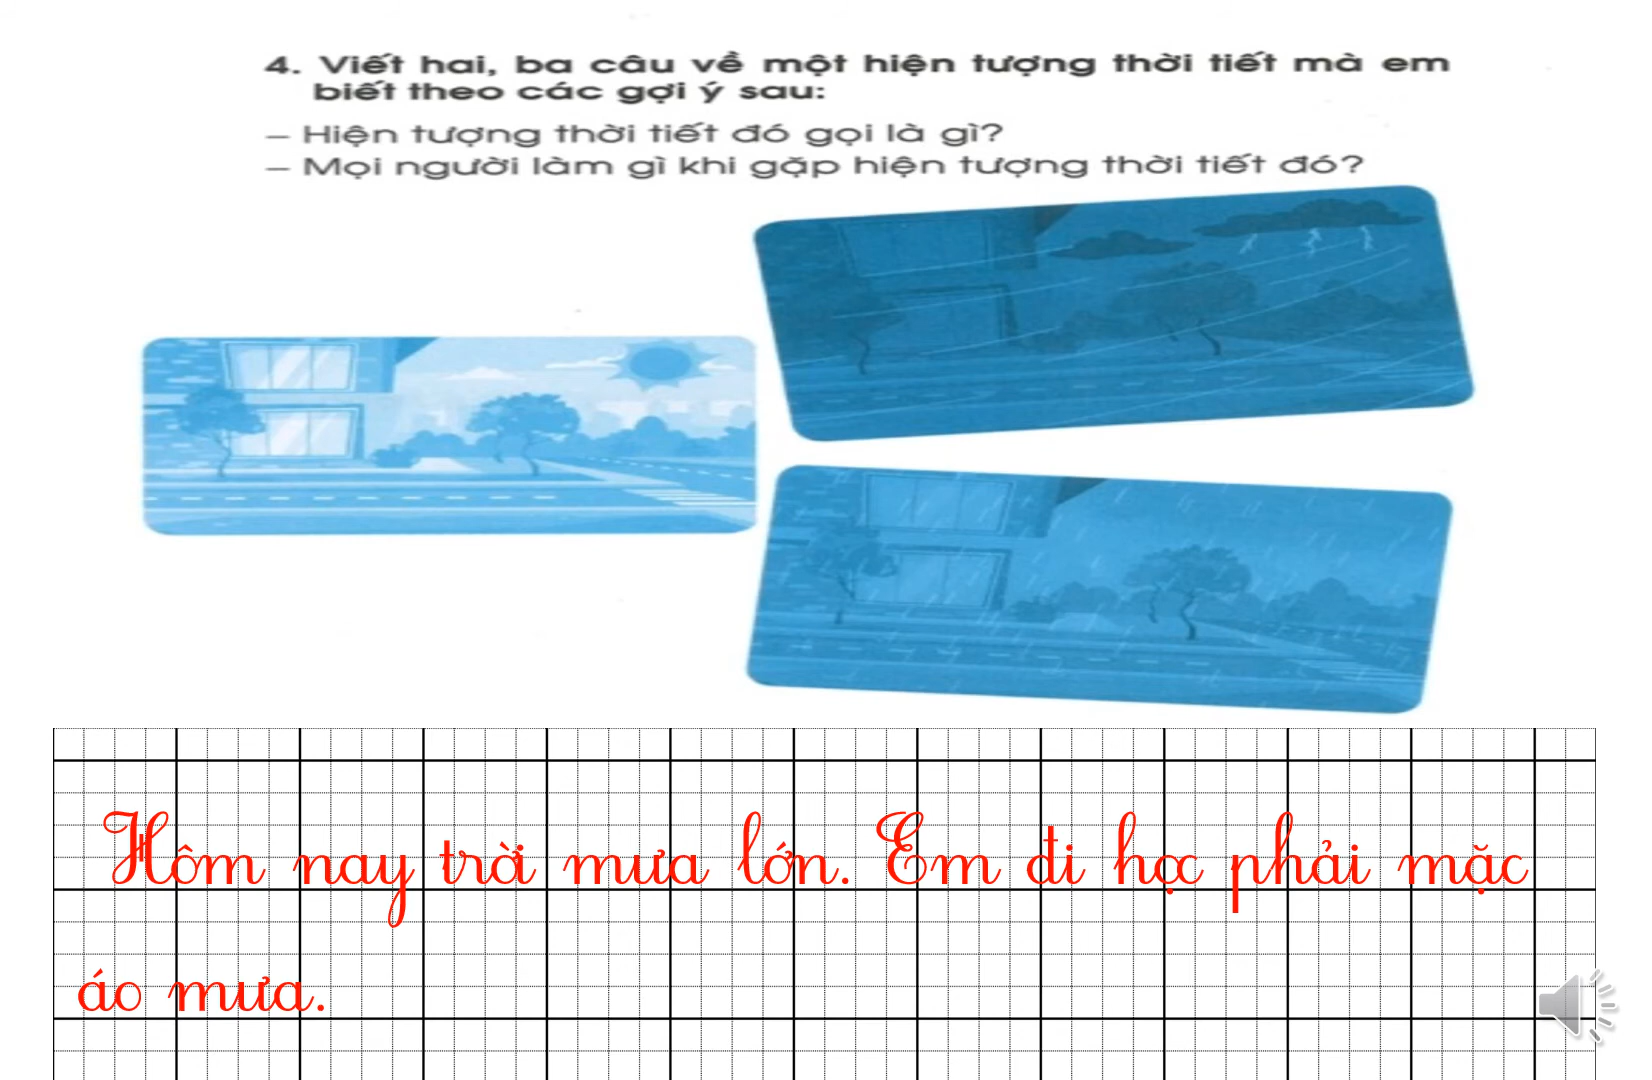 4. Viết hai, ba câu về một hiện tượng thời tiết mà em
biết theo các gợi ý sau:
– Hiện tượng thời tiết đó gọi là gì?
– Mọi người làm gì khi gặp hiện tượng thời tiết đó?
Hôm nay trời mưa lớn. Em đi học phải mặc
áo mưa.